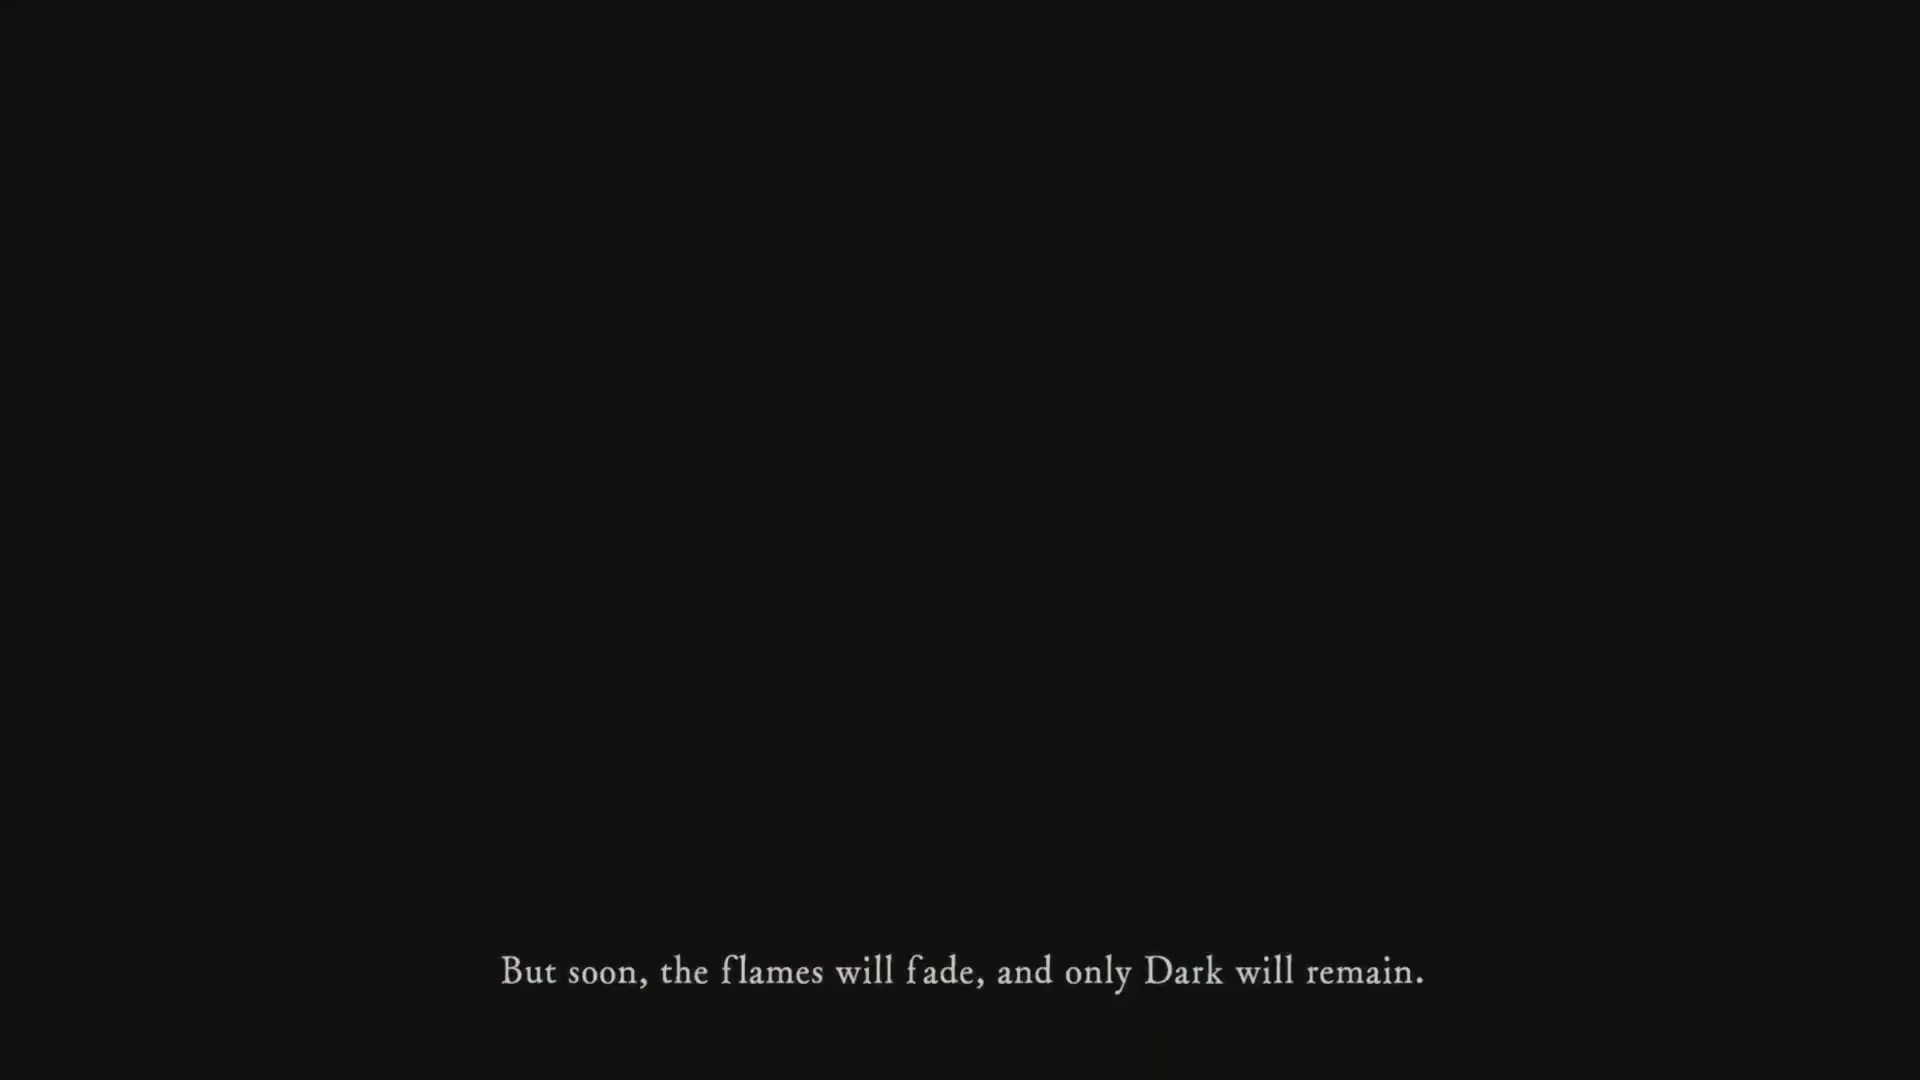 But soon, the flames will fade, and only Dark will remain.